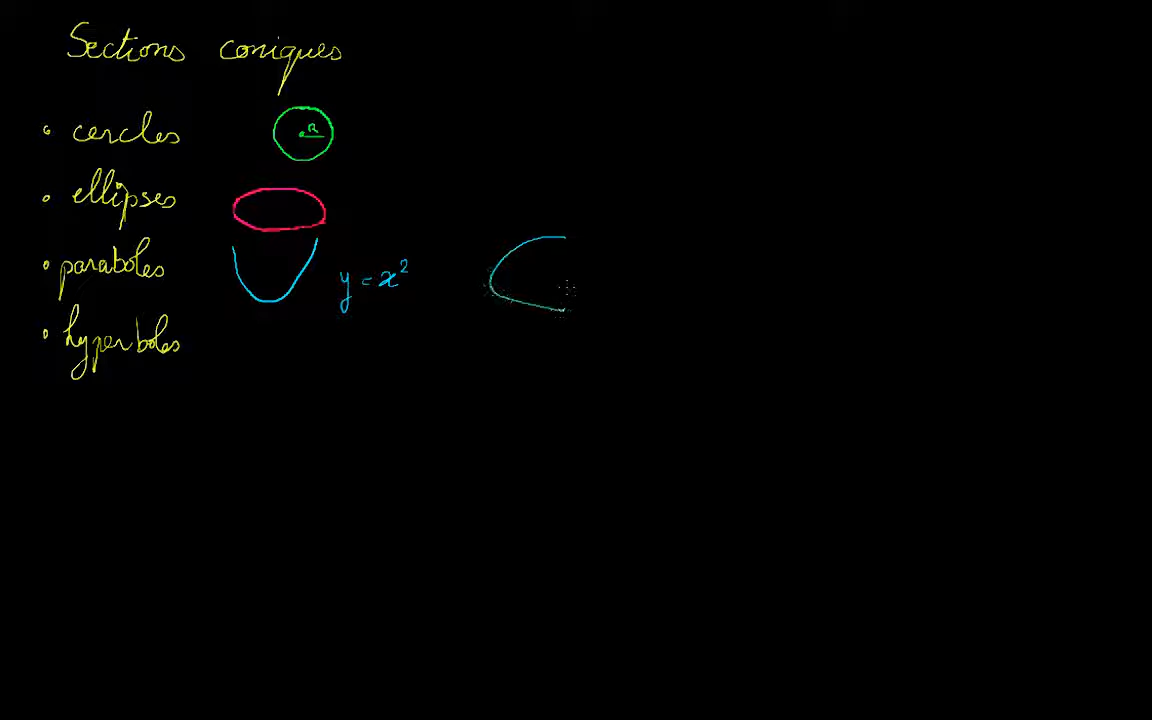 Sections coniques
• cercles
R
• ellipses
• paraboles
y = x²
• hyperboles